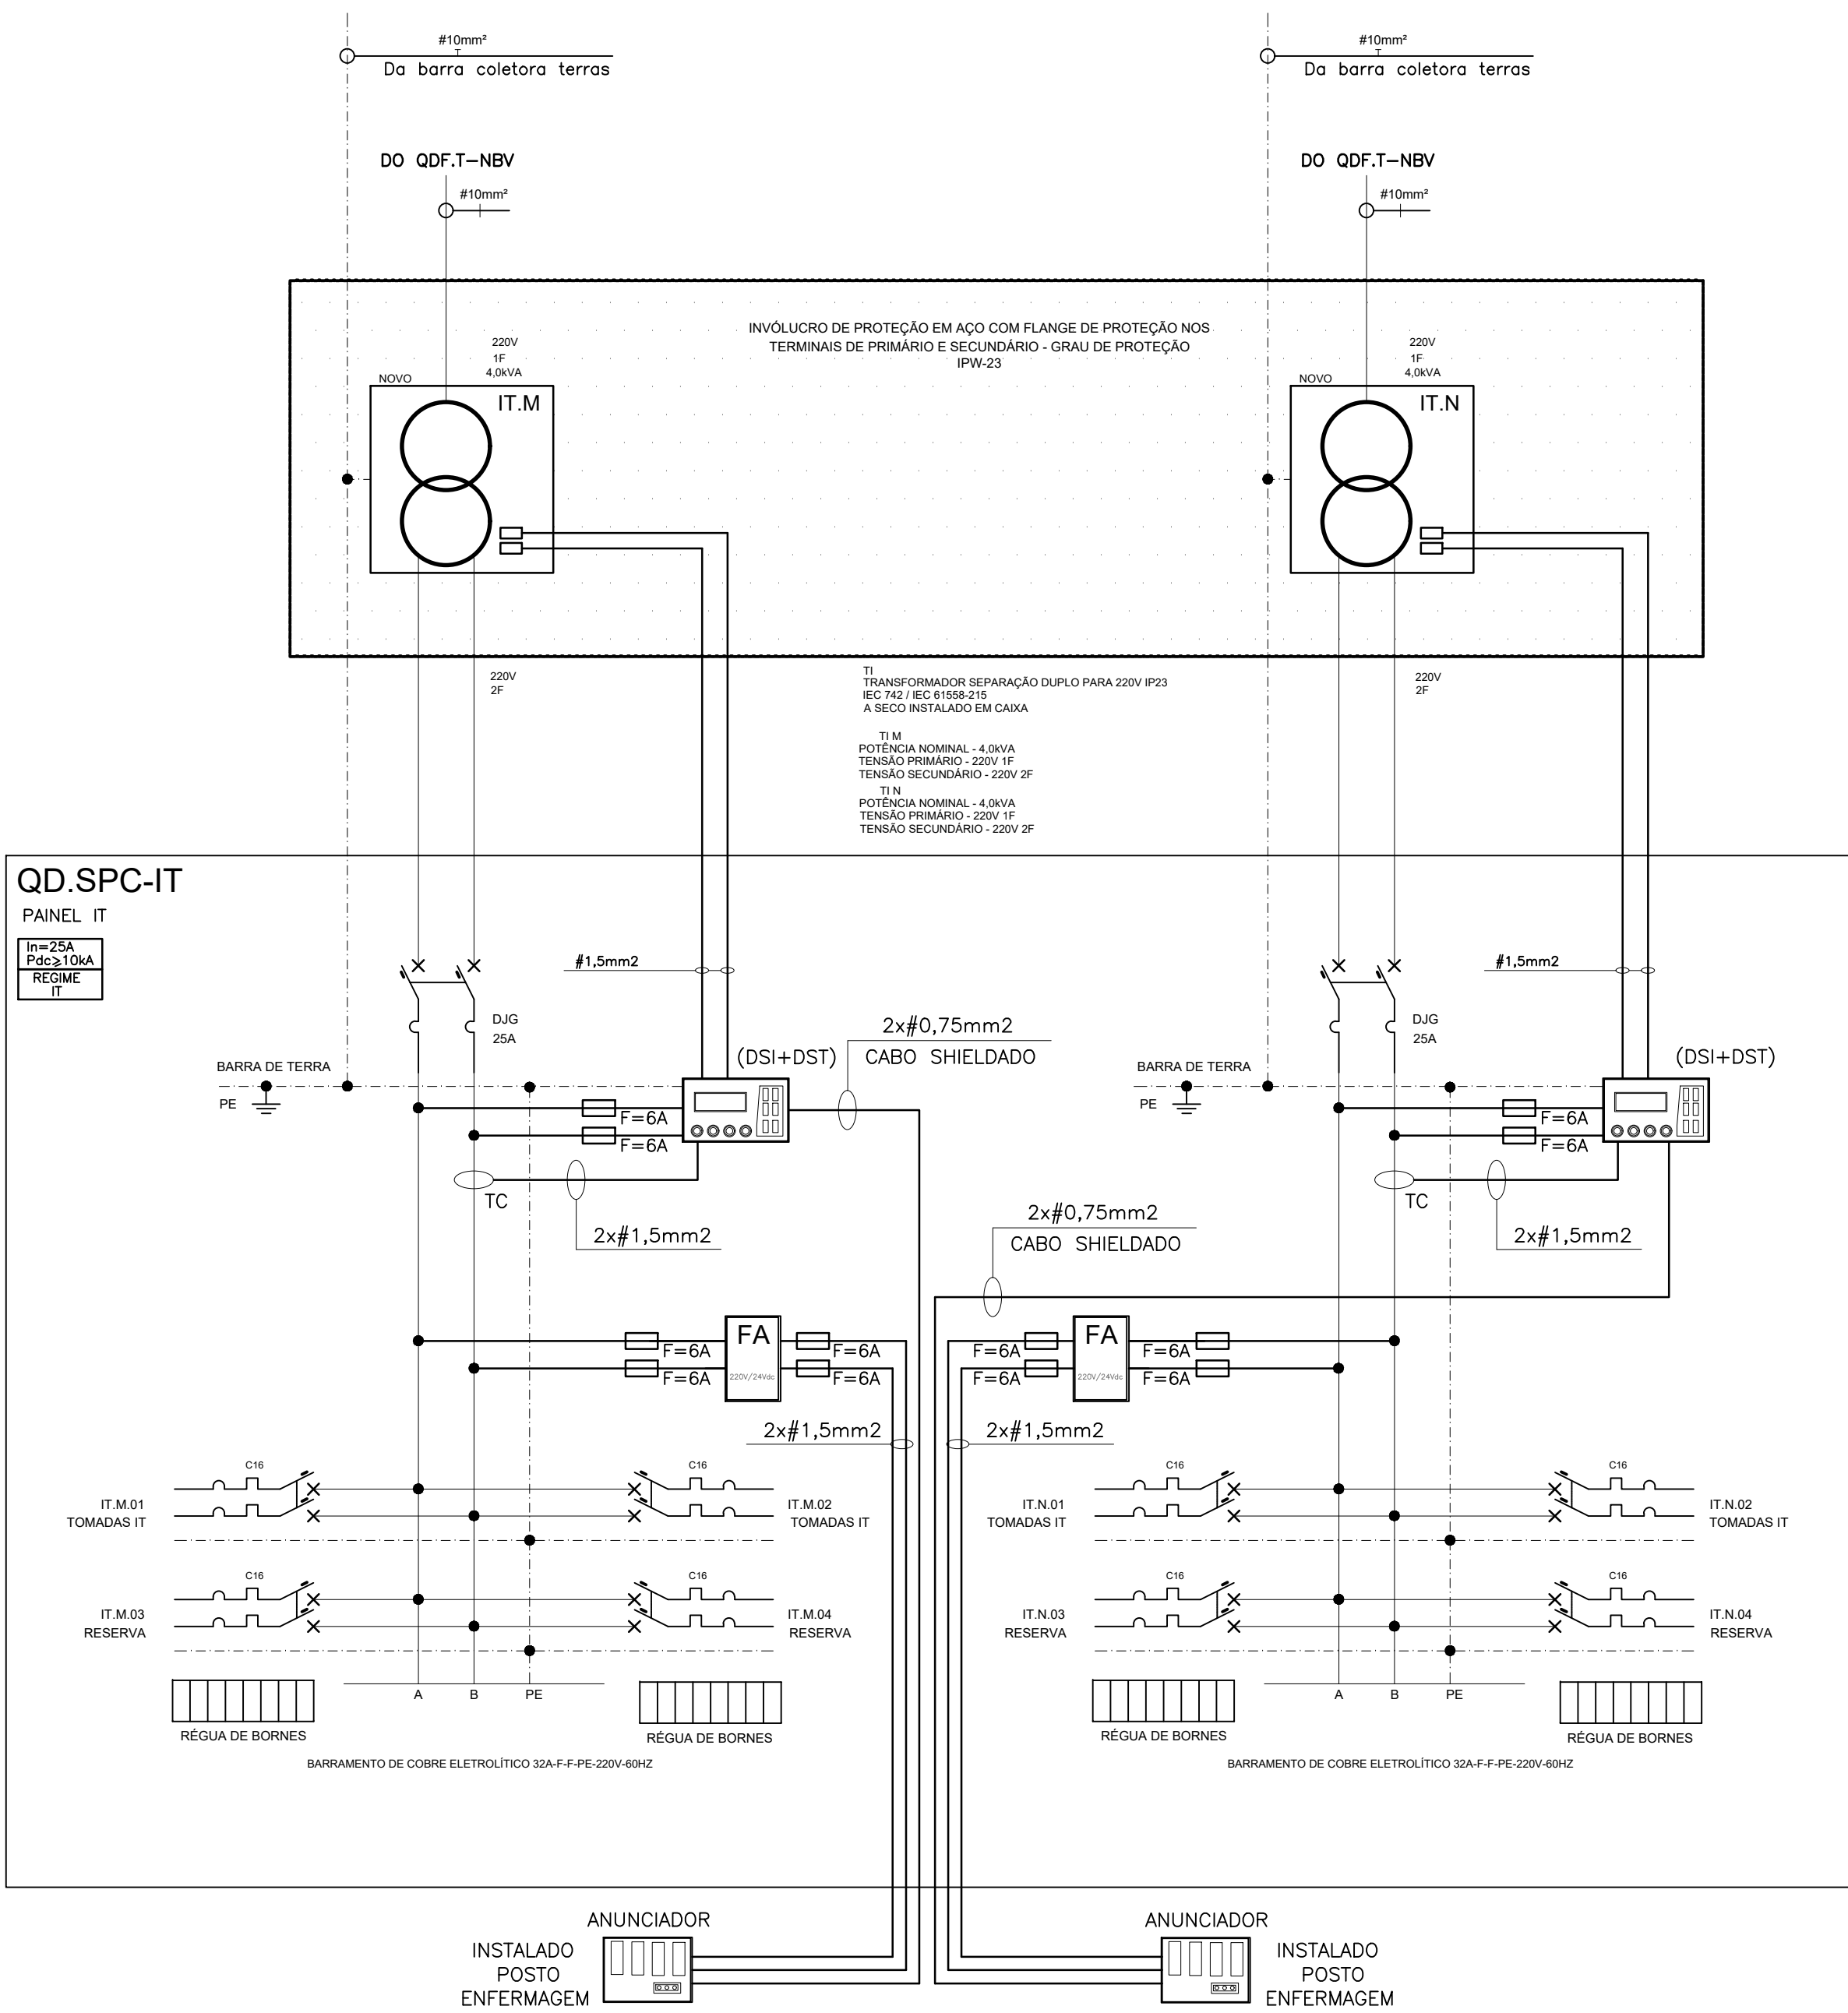 #10mm²
Da barra coletora terras
#10mm²
Da barra coletora terras
DO QDF.T-NBV
#10mm²
DO QDF.T-NBV
#10mm²
INVÓLUCRO DE PROTEÇÃO EM AÇO COM FLANGE DE PROTEÇÃO NOS
TERMINAIS DE PRIMÁRIO E SECUNDÁRIO - GRAU DE PROTEÇÃO
IPW-23
220V
1F
4,0kVA
NOVO
IT.M
220V
1F
4,0kVA
NOVO
IT.N
220V
2F
TI
TRANSFORMADOR SEPARAÇÃO DUPLO PARA 220V IP23
IEC 742 / IEC 61558-215
A SECO INSTALADO EM CAIXA
TI M
POTÊNCIA NOMINAL - 4,0kVA
TENSÃO PRIMÁRIO - 220V 1F
TENSÃO SECUNDÁRIO - 220V 2F
TI N
POTÊNCIA NOMINAL - 4,0kVA
TENSÃO PRIMÁRIO - 220V 1F
TENSÃO SECUNDÁRIO - 220V 2F
220V
2F
QD.SPC-IT
PAINEL IT
In=25A
Pdc≥10kA
REGIME
IT
#1,5mm2
DJG
25A
(DSI+DST)
2x#0,75mm2
CABO SHIELDADO
BARRA DE TERRA
PE
F=6A
F=6A
TC
2x#1,5mm2
#1,5mm2
DJG
25A
(DSI+DST)
BARRA DE TERRA
PE
F=6A
F=6A
TC
2x#1,5mm2
2x#0,75mm2
CABO SHIELDADO
FA
220V/24Vdc
F=6A
F=6A
F=6A
F=6A
2x#1,5mm2
FA
220V/24Vdc
F=6A
F=6A
F=6A
F=6A
2x#1,5mm2
C16
IT.M.01
TOMADAS IT
C16
IT.M.02
TOMADAS IT
C16
IT.N.01
TOMADAS IT
C16
IT.N.02
TOMADAS IT
C16
IT.M.03
RESERVA
C16
IT.M.04
RESERVA
C16
IT.N.03
RESERVA
C16
IT.N.04
RESERVA
A
B
PE
RÉGUA DE BORNES
RÉGUA DE BORNES
BARRAMENTO DE COBRE ELETROLÍTICO 32A-F-F-PE-220V-60HZ
A
B
PE
RÉGUA DE BORNES
RÉGUA DE BORNES
BARRAMENTO DE COBRE ELETROLÍTICO 32A-F-F-PE-220V-60HZ
ANUNCIADOR
INSTALADO
POSTO
ENFERMAGEM
ANUNCIADOR
INSTALADO
POSTO
ENFERMAGEM